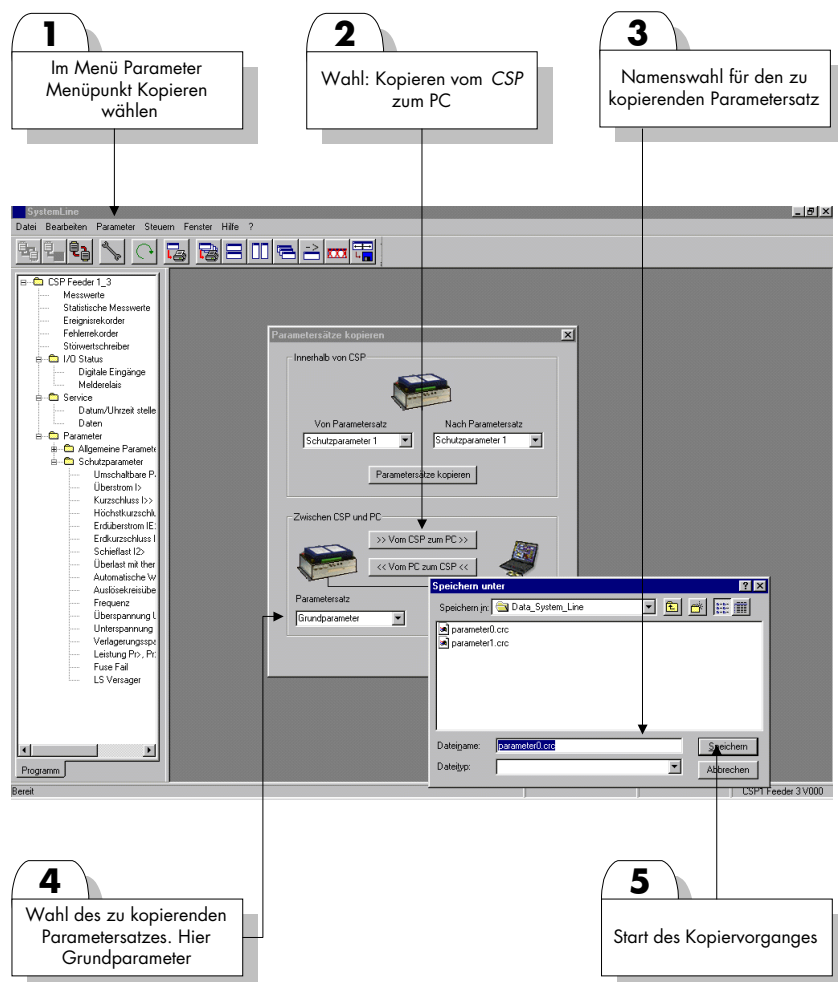 1
Im Menü Parameter
Menüpunkt Kopieren
wählen
2
Wahl: Kopieren vom CSP
zum PC
3
Namenswahl für den zu
kopierenden Parametersatz
SystemLine
Datei Bearbeiten Parameter Steuern Fenster Hilfe ?
CSP Feeder 1_3
Messwerte
Statistische Messwerte
Ereignisrekorder
Fehlerrekorder
Störwertschreiber
I/O Status
Digitale Eingänge
Melderelais
Service
Datum/Uhrzeit stelle
Daten
Parameter
Allgemeine Paramete
Schutzparameter
Umschaltbare P
Überstrom I>
Kurzschluss I>>
Höchstkurzschlu
Erdüberstrom IE
Erdkurzschluss I
Schieflast I2>
Überlast mit ther
Automatische W
Auslösekreisübe
Frequenz
Überspannung U
Unterspannung
Verlagerungsspa
Leistung Pr>, Pr
Fuse Fail
LS Versager
Programm
Bereit
Parametersätze kopieren
Innerhalb von CSP
Von Parametersatz Nach Parametersatz
Schutzparameter 1 Schutzparameter 1
Parametersätze kopieren
Zwischen CSP und PC
>> Vom CSP zum PC >>
<< Vom PC zum CSP <<
Parametersatz
Grundparameter
Speichern unter
Speichern in: Data_System_Line
parameter0.crc
parameter1.crc
Dateiname: parameter0.crc Speichern
Dateityp: Abbrechen
CSP1 Feeder 3 V000
4
Wahl des zu kopierenden
Parametersatzes. Hier
Grundparameter
5
Start des Kopiervorganges